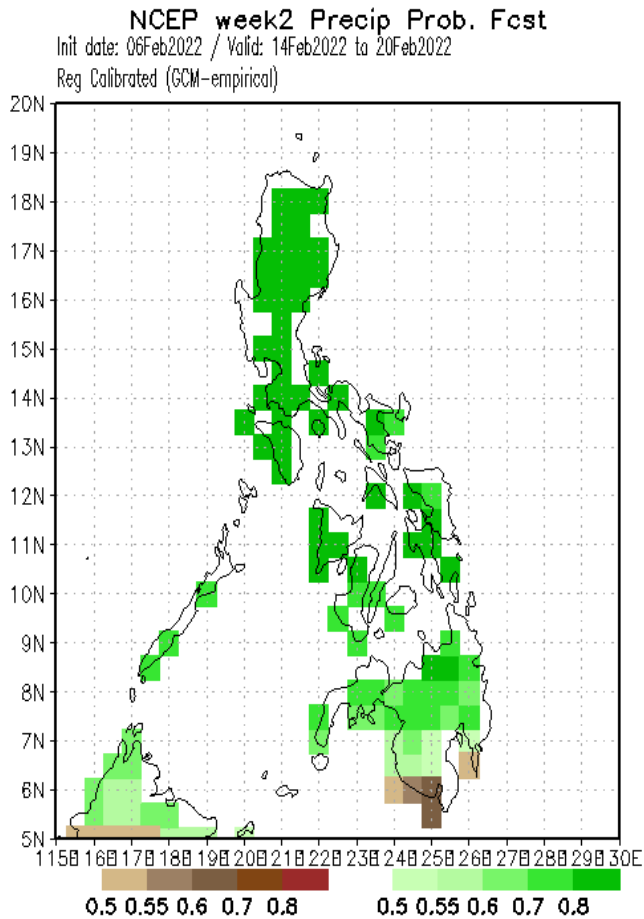 NCEP week2 Precip Prob. Fcst
Init date: 06Feb2022 / Valid: 14Feb2022 to 20Feb2022
Reg Calibrated (GCM-empirical)
20N
19N
18N
17N
16N
15N
14N
13N
12N
11N
10N
9N
8N
7N
6N
5N
115E 116E 117E 118E 119E 120E 121E 122E 123E 124E 125E 126E 127E 128E 129E 130E
0.5 0.55 0.6 0.7 0.8 0.5 0.55 0.6 0.7 0.8